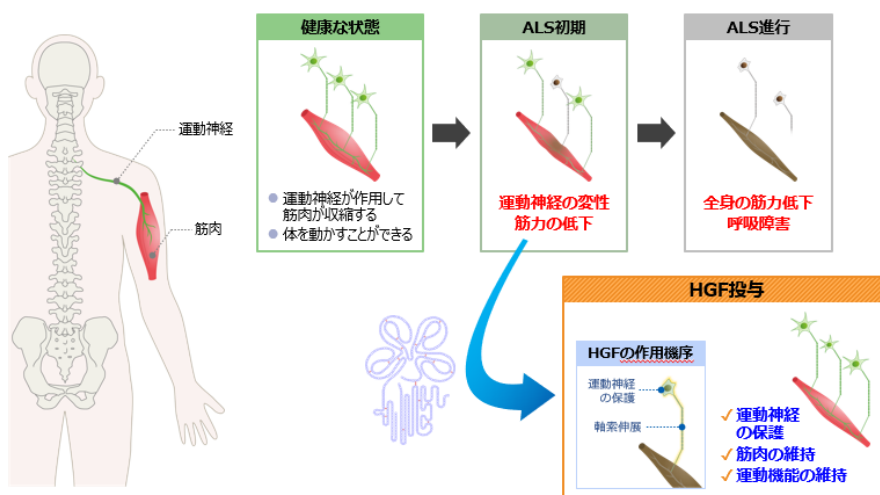 運動神経
筋肉
健康な状態
運動神経が作用して
筋肉が収縮する
体を動かすことができる
ALS初期
運動神経の変性
筋力の低下
ALS進行
全身の筋力低下
呼吸障害
HGF投与
HGFの作用機序
運動神経
の保護
軸索伸展
✓運動神経
の保護
✓筋肉の維持
✓運動機能の維持